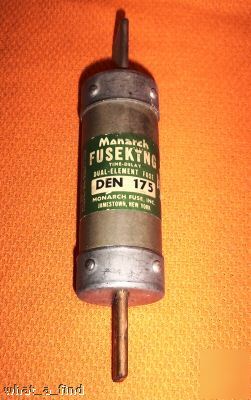 Monarch
FUSEKING
TIME-DELAY
DUAL-ELEMENT FUSE
DEN 175
MONARCH FUSE, INC.
JAMESTOWN, NEW YORK
what_a_find